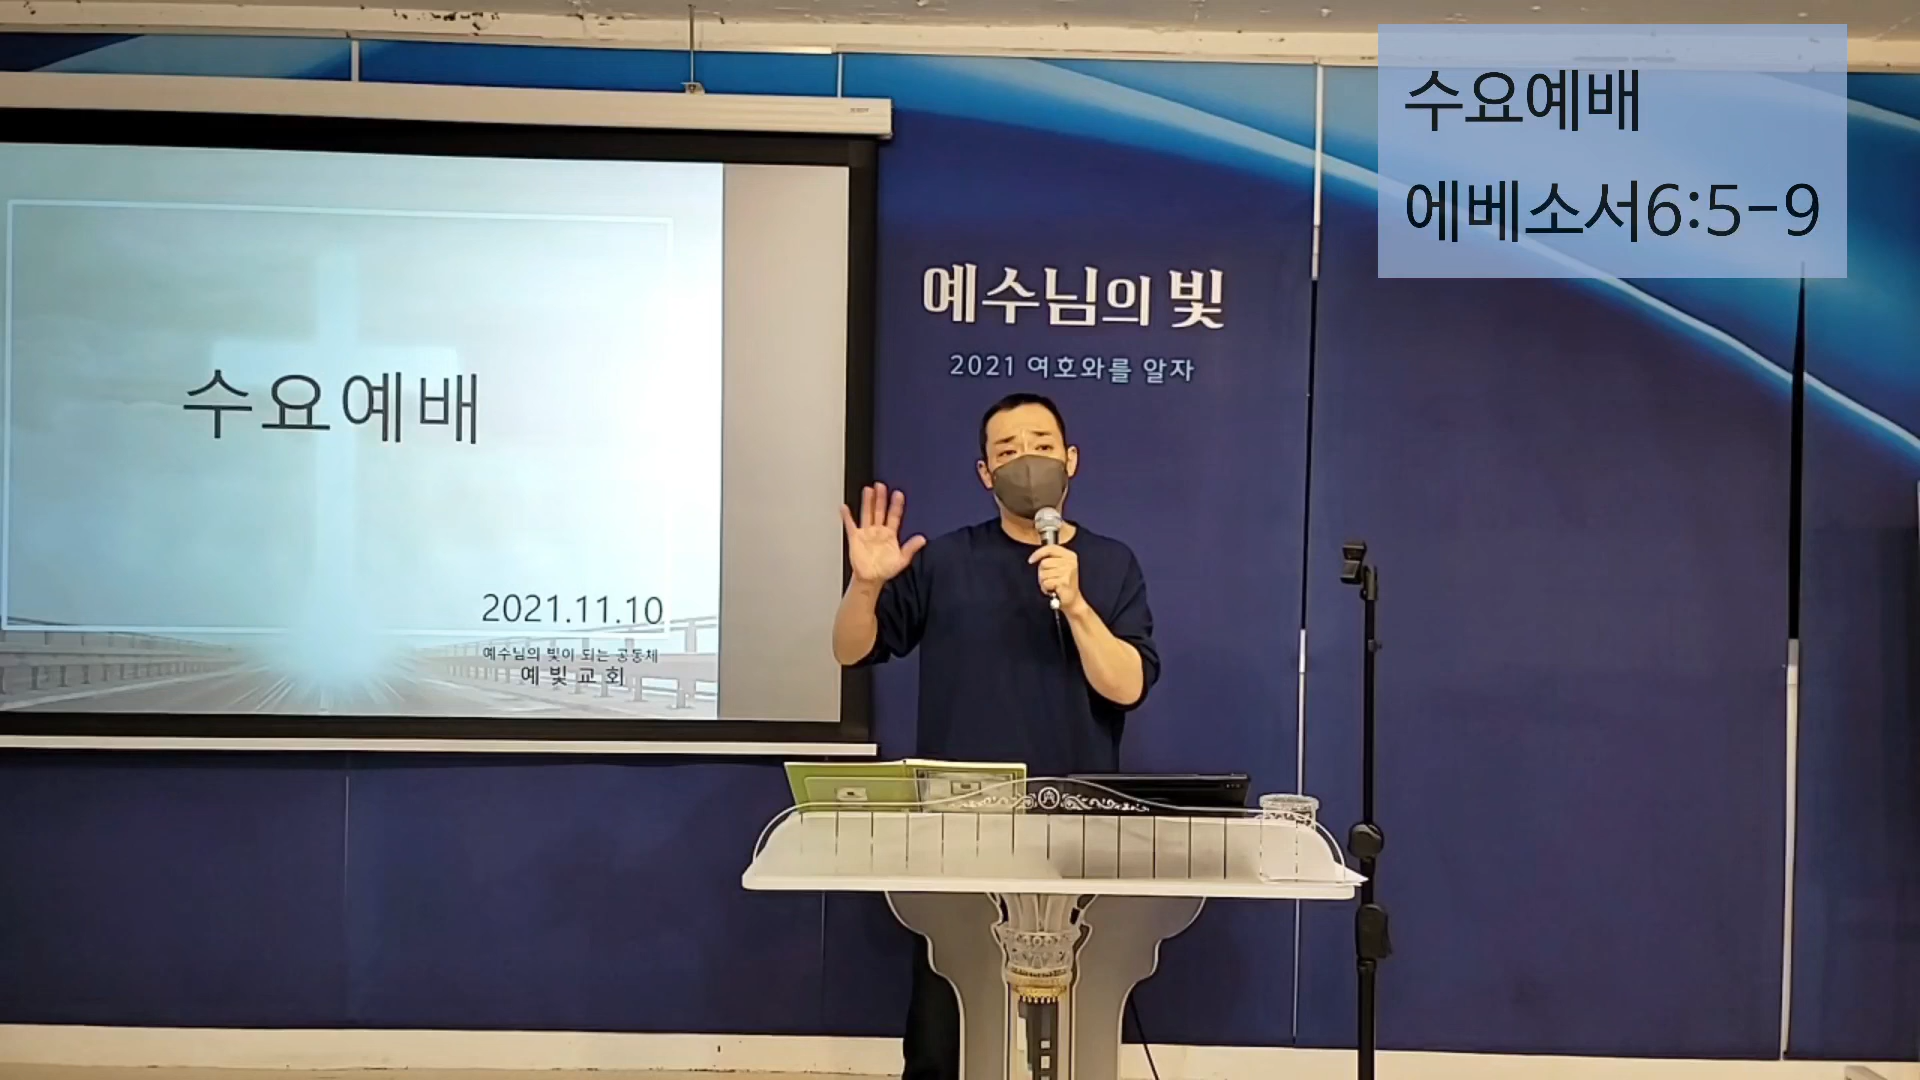 수요예배
에베소서6:5-9
예수님의 빛
2021 여호와를 알자
수요예배
2021.11.10
예수님의 빛이 되는 공동체
예빛교회